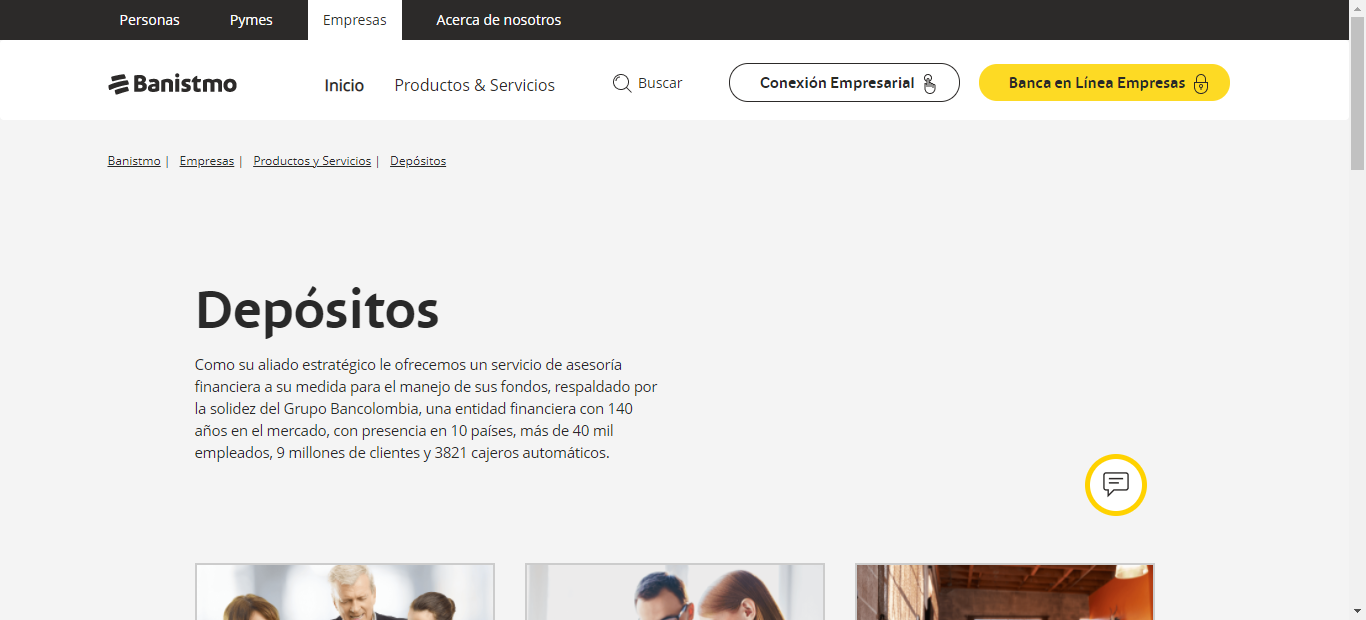 Personas Pymes Empresas Acerca de nosotros
Banistmo Inicio Productos & Servicios Buscar Conexión Empresarial Banca en Línea Empresas
Banistmo | Empresas | Productos y Servicios | Depósitos
Depósitos
Como su aliado estratégico le ofrecemos un servicio de asesoría
financiera a su medida para el manejo de sus fondos, respaldado por
la solidez del Grupo Bancolombia, una entidad financiera con 140
años en el mercado, con presencia en 10 países, más de 40 mil
empleados, 9 millones de clientes y 3821 cajeros automáticos.